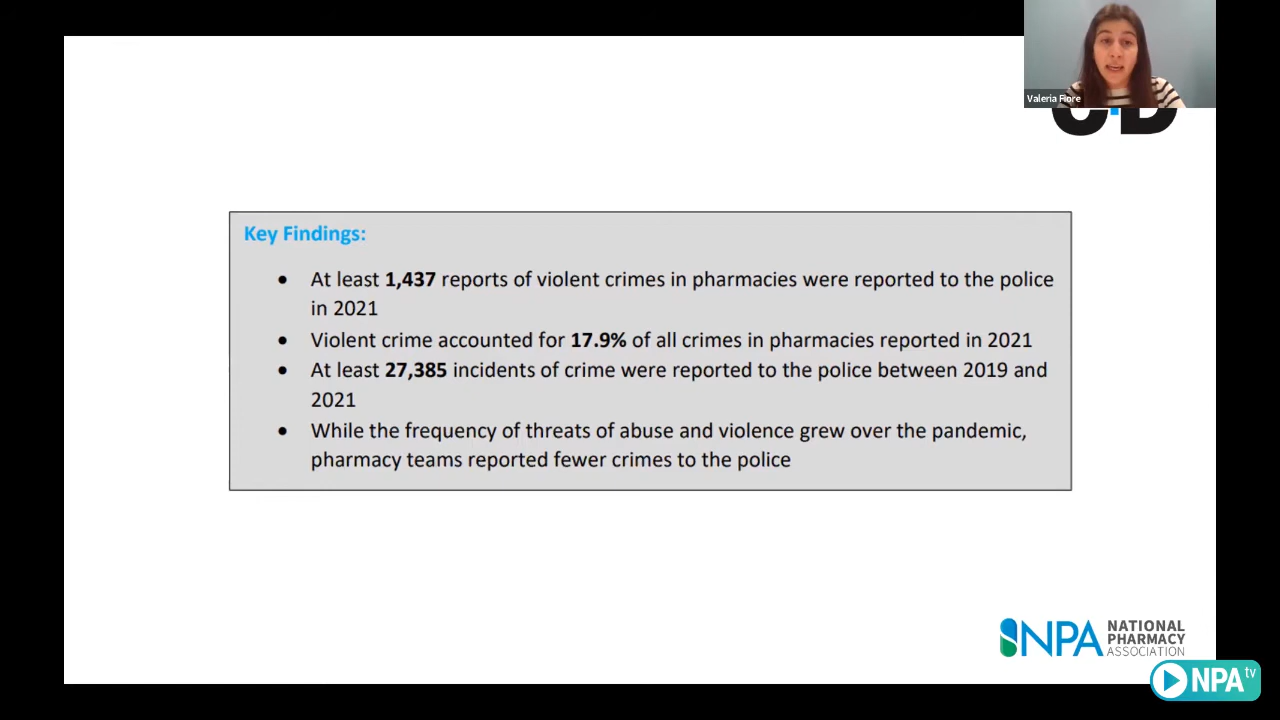 Valeria Fiore
C+D
Key Findings:
• At least 1,437 reports of violent crimes in pharmacies were reported to the police
in 2021
• Violent crime accounted for 17.9% of all crimes in pharmacies reported in 2021
• At least 27,385 incidents of crime were reported to the police between 2019 and
2021
• While the frequency of threats of abuse and violence grew over the pandemic,
pharmacy teams reported fewer crimes to the police
NPA NATIONAL
PHARMACY
ASSOCIATION
NPA tv